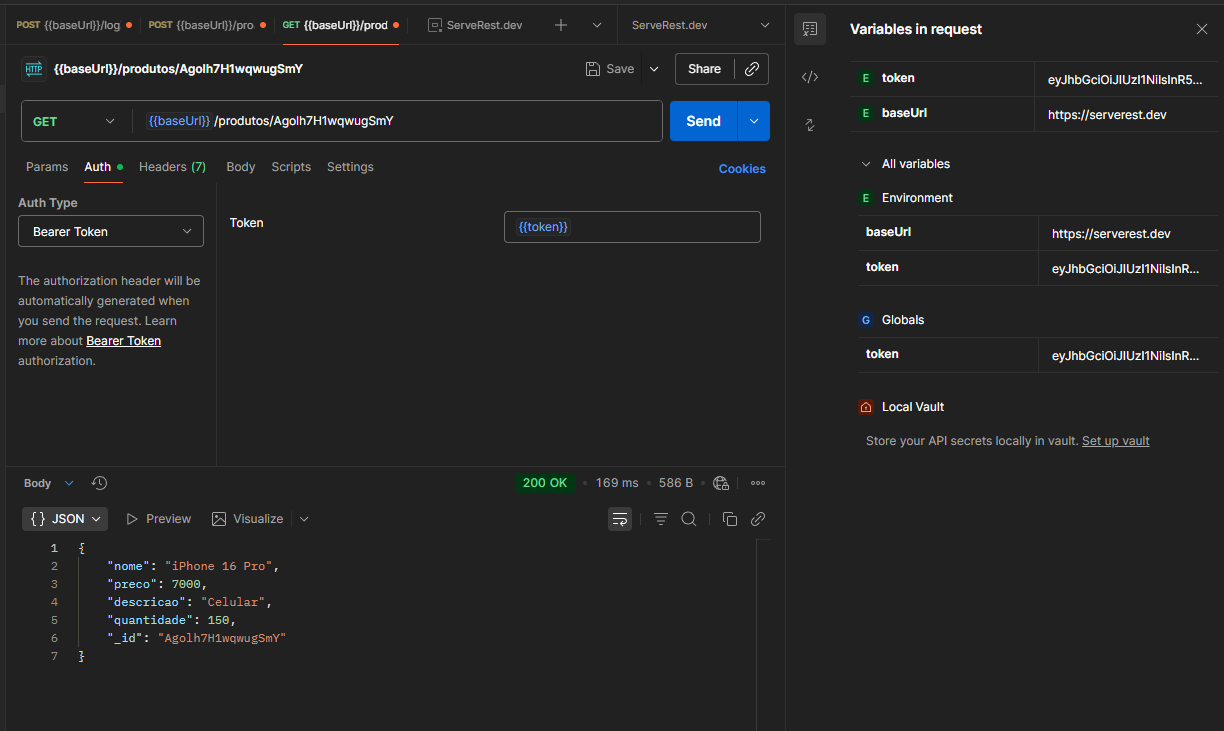 POST {{baseUrl}}/log
POST {{baseUrl}}/pro
GET {{baseUrl}}/prod
ServeRest.dev
ServeRest.dev
HTTP {{baseUrl}}/produtos/Agolh7H1wqwugSmY
Save
Share
GET
{{baseUrl}} /produtos/Agolh7H1wqwugSmY
Send
Params Auth Headers (7) Body Scripts Settings
Cookies
Auth Type
Bearer Token
The authorization header will be
automatically generated when
you send the request. Learn
more about Bearer Token
authorization.
Token
{{token}}
Body
200 OK • 169 ms • 586 B
{} JSON
Preview
Visualize
1 {
2 "nome": "iPhone 16 Pro",
3 "preco": 7000,
4 "descricao": "Celular",
5 "quantidade": 150,
6 "_id": "Agolh7H1wqwugSmY"
7 }
Variables in request
E token eyJhbGciOiJIUzI1NiIsInR5...
E baseUrl https://serverest.dev
All variables
E Environment
baseUrl https://serverest.dev
token eyJhbGciOiJIUzI1NiIsInR...
G Globals
token eyJhbGciOiJIUzI1NiIsInR...
Local Vault
Store your API secrets locally in vault. Set up vault